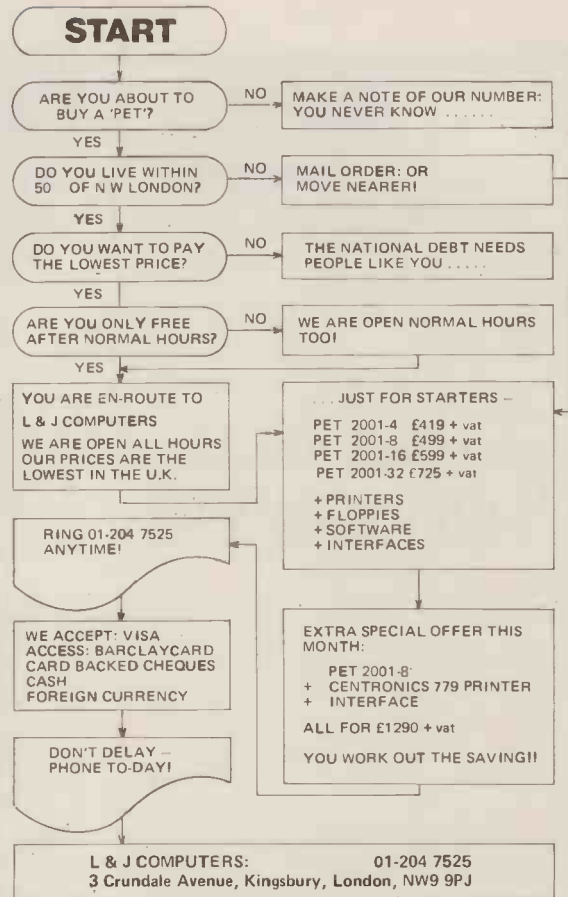 START
ARE YOU ABOUT TO
BUY A 'PET'?
NO
MAKE A NOTE OF OUR NUMBER:
YOU NEVER KNOW ......
YES
DO YOU LIVE WITHIN
50 OF N W LONDON?
NO
MAIL ORDER: OR
MOVE NEARER!
YES
DO YOU WANT TO PAY
THE LOWEST PRICE?
NO
THE NATIONAL DEBT NEEDS
PEOPLE LIKE YOU .....
YES
ARE YOU ONLY FREE
AFTER NORMAL HOURS?
NO
WE ARE OPEN NORMAL HOURS
TOO!
YES
YOU ARE EN-ROUTE TO
L & J COMPUTERS
WE ARE OPEN ALL HOURS
OUR PRICES ARE THE
LOWEST IN THE U.K.
...JUST FOR STARTERS –
PET 2001-4 £419 + vat
PET 2001-8 £499 + vat
PET 2001-16 £599 + vat
PET 2001-32 £725 + vat
+ PRINTERS
+ FLOPPIES
+ SOFTWARE
+ INTERFACES
RING 01-204 7525
ANYTIME!
WE ACCEPT: VISA
ACCESS: BARCLAYCARD
CARD BACKED CHEQUES
CASH
FOREIGN CURRENCY
EXTRA SPECIAL OFFER THIS
MONTH:
PET 2001-8
+ CENTRONICS 779 PRINTER
+ INTERFACE
ALL FOR £1290 + vat
YOU WORK OUT THE SAVING!!
DON'T DELAY –
PHONE TO-DAY!
L & J COMPUTERS: 01-204 7525
3 Crundale Avenue, Kingsbury, London, NW9 9PJ